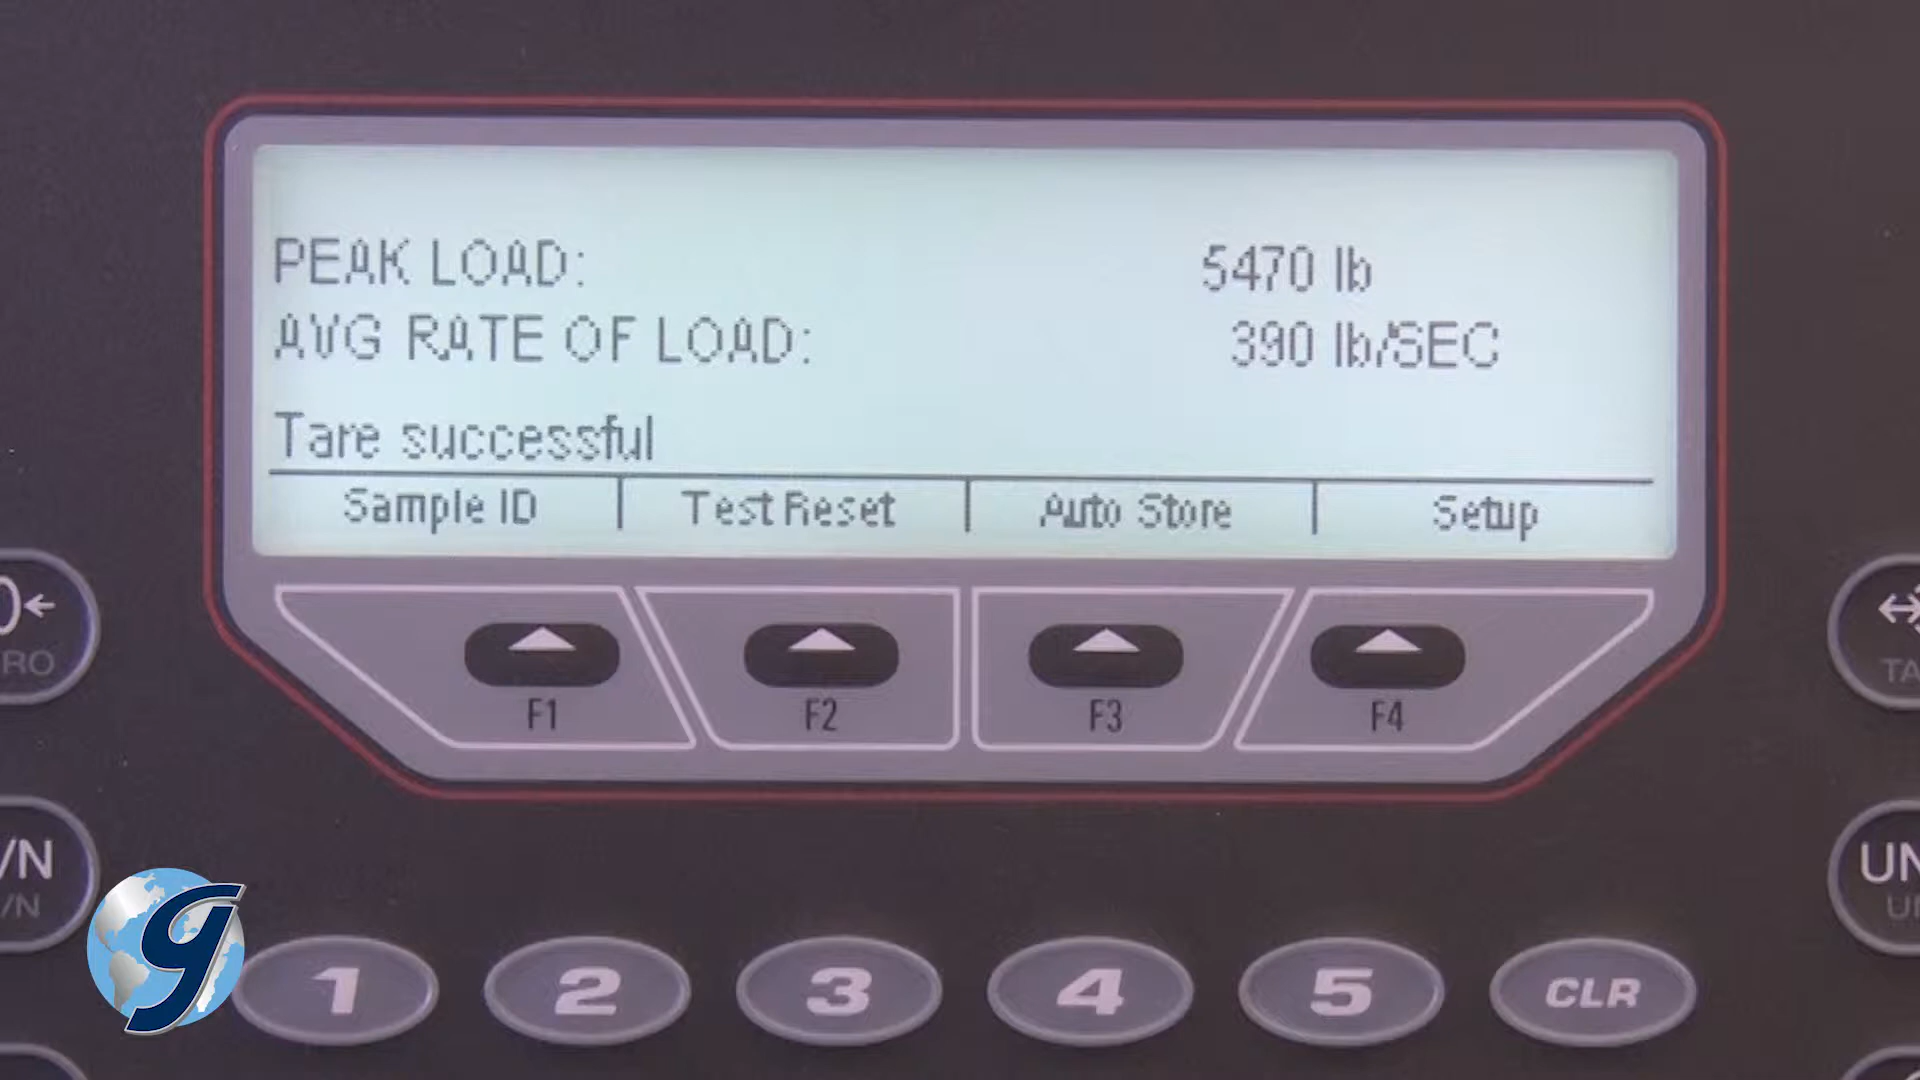 PEAK LOAD: 5470 lb
AVG RATE OF LOAD: 390 lb/SEC
Tare successful
Sample ID Test Reset Auto Store Setup
F1 F2 F3 F4
/N
/N
g
1 2 3 4 5 CLR